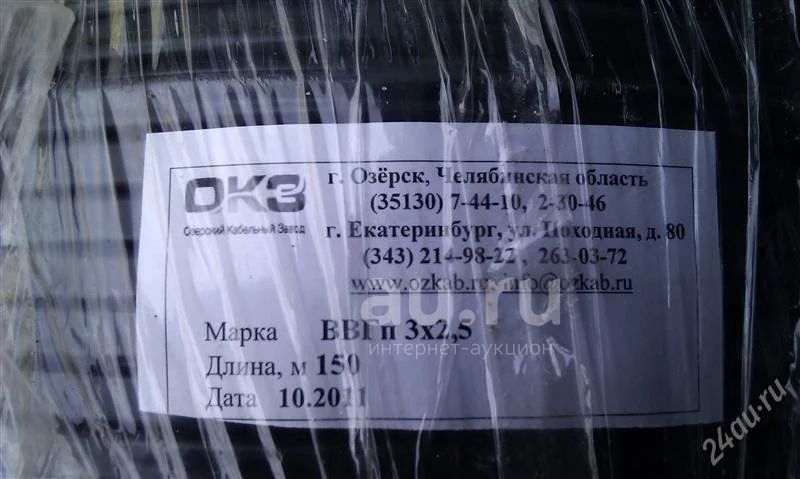 ОКЗ
Озерский Кабельный Завод
г. Озёрск, Челябинская область
(35130) 7-44-10, 2-30-46
г. Екатеринбург, ул. Походная, д. 80
(343) 214-98-22, 263-03-72
www.ozkab.ru, info@ozkab.ru
au.ru
интернет-аукцион
Марка ВВГп 3х2,5
Длина, м 150
Дата 10.2011
24au.ru